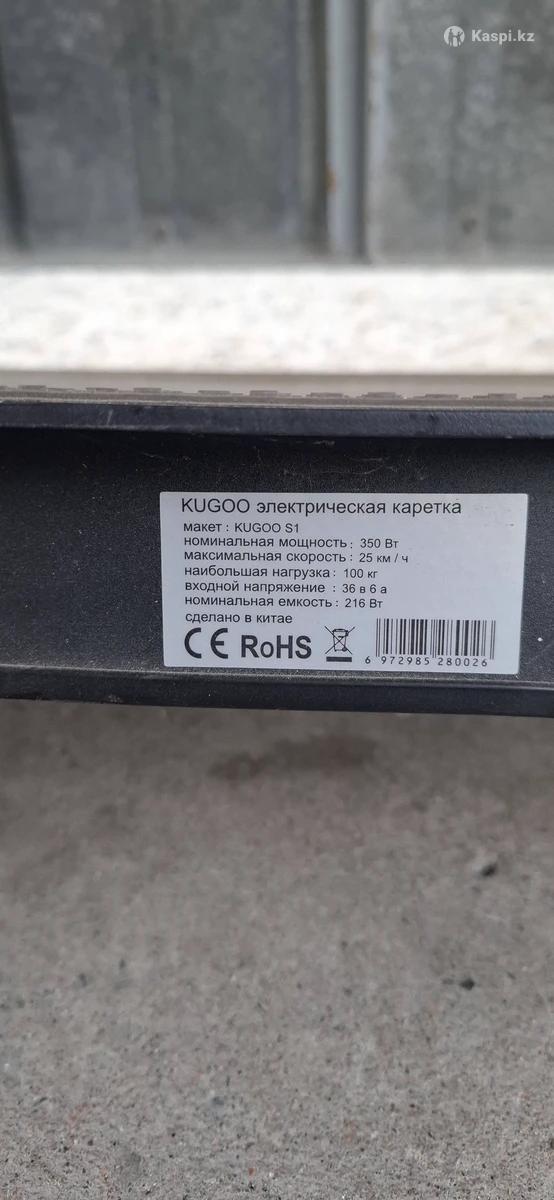 Kaspi.kz
KUGOO электрическая каретка
макет : KUGOO S1
номинальная мощность : 350 Вт
максимальная скорость : 25 км / ч
наибольшая нагрузка : 100 кг
входной напряжение : 36 в 6 а
номинальная емкость : 216 Вт
сделано в китае
CE RoHS
6 972985 280026